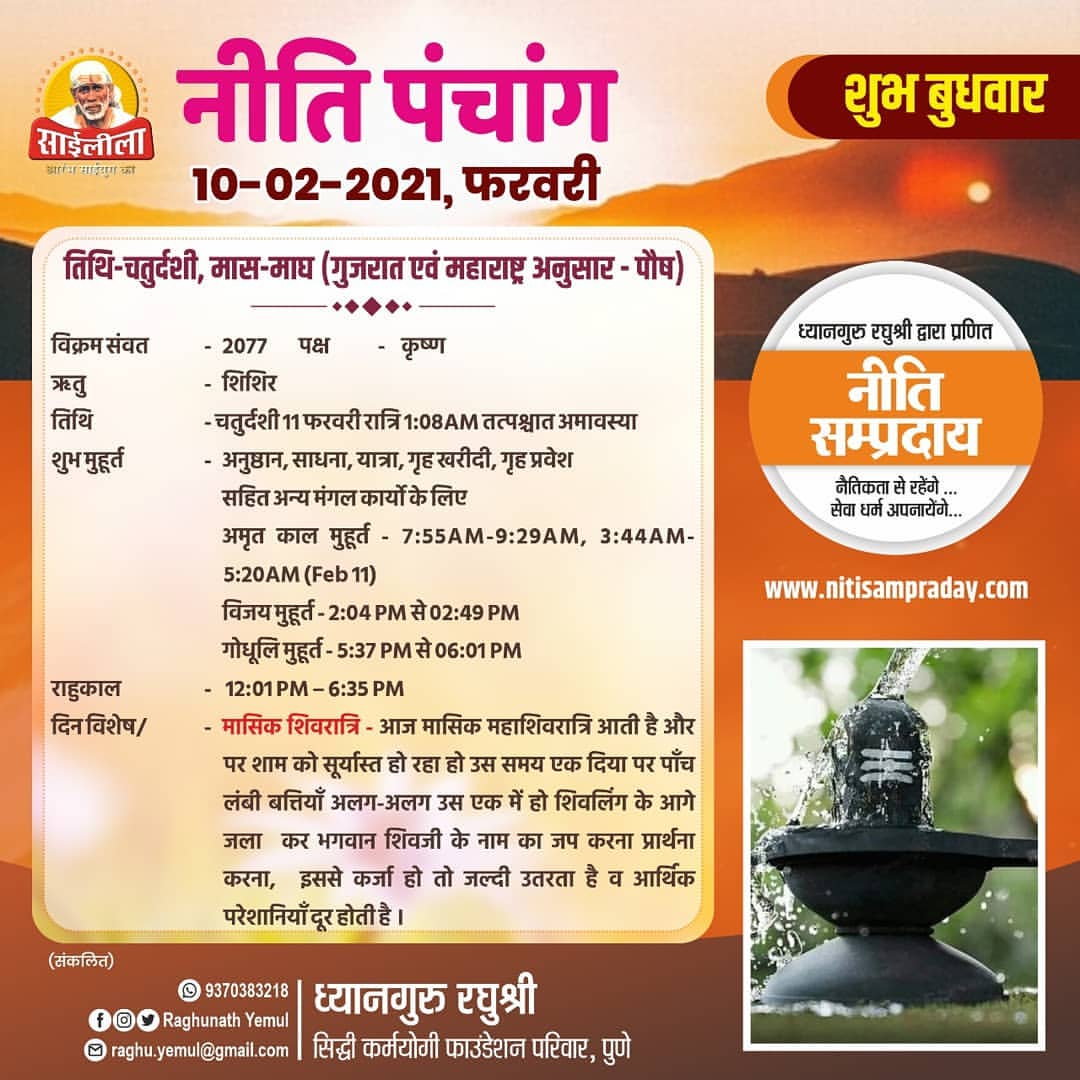 साईलीला
आरंभ साईयुग का
नीति पंचांग
10-02-2021, फरवरी
शुभ बुधवार
तिथि-चतुर्दशी, मास-माघ (गुजरात एवं महाराष्ट्र अनुसार - पौष)
विक्रम संवत - 2077 पक्ष - कृष्ण
ऋतु - शिशिर
तिथि - चतुर्दशी 11 फरवरी रात्रि 1:08AM तत्पश्चात अमावस्या
शुभ मुहूर्त - अनुष्ठान, साधना, यात्रा, गृह खरीदी, गृह प्रवेश
सहित अन्य मंगल कार्यो के लिए
अमृत काल मुहूर्त - 7:55AM-9:29AM, 3:44AM-
5:20AM (Feb 11)
विजय मुहूर्त - 2:04 PM से 02:49 PM
गोधूलि मुहूर्त - 5:37 PM से 06:01 PM
राहुकाल - 12:01 PM – 6:35 PM
दिन विशेष/ - मासिक शिवरात्रि - आज मासिक महाशिवरात्रि आती है और
पर शाम को सूर्यास्त हो रहा हो उस समय एक दिया पर पाँच
लंबी बत्तियाँ अलग-अलग उस एक में हो शिवलिंग के आगे
जला कर भगवान शिवजी के नाम का जप करना प्रार्थना
करना, इससे कर्जा हो तो जल्दी उतरता है व आर्थिक
परेशानियाँ दूर होती है ।
ध्यानगुरु रघुश्री द्वारा प्रणित
नीति
सम्प्रदाय
नैतिकता से रहेंगे ...
सेवा धर्म अपनायेंगे...
www.nitisampraday.com
(संकलित)
9370383218
Raghunath Yemul
raghu.yemul@gmail.com
ध्यानगुरु रघुश्री
सिद्धी कर्मयोगी फाउंडेशन परिवार, पुणे